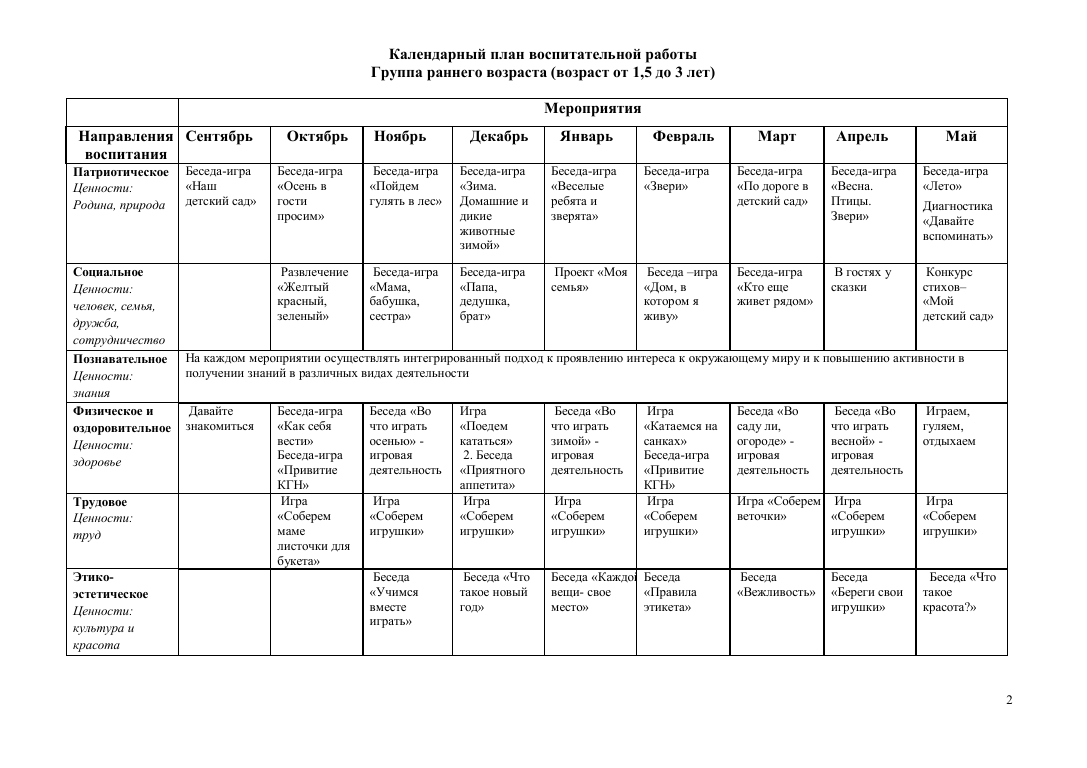 Календарный план воспитательной работы
Группа раннего возраста (возраст от 1,5 до 3 лет)
Мероприятия
Направления
воспитания
Сентябрь
Октябрь
Ноябрь
Декабрь
Январь
Февраль
Март
Апрель
Май
Патриотическое
Ценности:
Родина, природа
Беседа-игра
«Наш
детский сад»
Беседа-игра
«Осень в
гости
просим»
Беседа-игра
«Пойдем
гулять в лес»
Беседа-игра
«Зима.
Домашние и
дикие
животные
зимой»
Беседа-игра
«Веселые
ребята и
зверята»
Беседа-игра
«Звери»
Беседа-игра
«По дороге в
детский сад»
Беседа-игра
«Весна.
Птицы.
Звери»
Беседа-игра
«Лето»
Диагностика
«Давайте
вспоминать»
Социальное
Ценности:
человек, семья,
дружба,
сотрудничество
Развлечение
«Желтый
красный,
зеленый»
Беседа-игра
«Мама,
бабушка,
сестра»
Беседа-игра
«Папа,
дедушка,
брат»
Проект «Моя
семья»
Беседа –игра
«Дом, в
котором я
живу»
Беседа-игра
«Кто еще
живет рядом»
В гостях у
сказки
Конкурс
стихов–
«Мой
детский сад»
Познавательное
Ценности:
знания
На каждом мероприятии осуществлять интегрированный подход к проявлению интереса к окружающему миру и к повышению активности в
получении знаний в различных видах деятельности
Физическое и
оздоровительное
Ценности:
здоровье
Давайте
знакомиться
Беседа-игра
«Как себя
вести»
Беседа-игра
«Привитие
КГН»
Беседа «Во
что играть
осенью» -
игровая
деятельность
Игра
«Поедем
кататься»
2. Беседа
«Приятного
аппетита»
Беседа «Во
что играть
зимой» -
игровая
деятельность
Игра
«Катаемся на
санках»
Беседа-игра
«Привитие
КГН»
Беседа «Во
саду ли,
огороде» -
игровая
деятельность
Беседа «Во
что играть
весной» -
игровая
деятельность
Играем,
гуляем,
отдыхаем
Трудовое
Ценности:
труд
Игра
«Соберем
маме
листочки для
букета»
Игра
«Соберем
игрушки»
Игра
«Соберем
игрушки»
Игра
«Соберем
игрушки»
Игра
«Соберем
игрушки»
Игра «Соберем
веточки»
Игра
«Соберем
игрушки»
Игра
«Соберем
игрушки»
Этико-
эстетическое
Ценности:
культура и
красота
Беседа
«Учимся
вместе
играть»
Беседа «Что
такое новый
год»
Беседа «Каждой
вещи- свое
место»
Беседа
«Правила
этикета»
Беседа
«Вежливость»
Беседа
«Береги свои
игрушки»
Беседа «Что
такое
красота?»
2